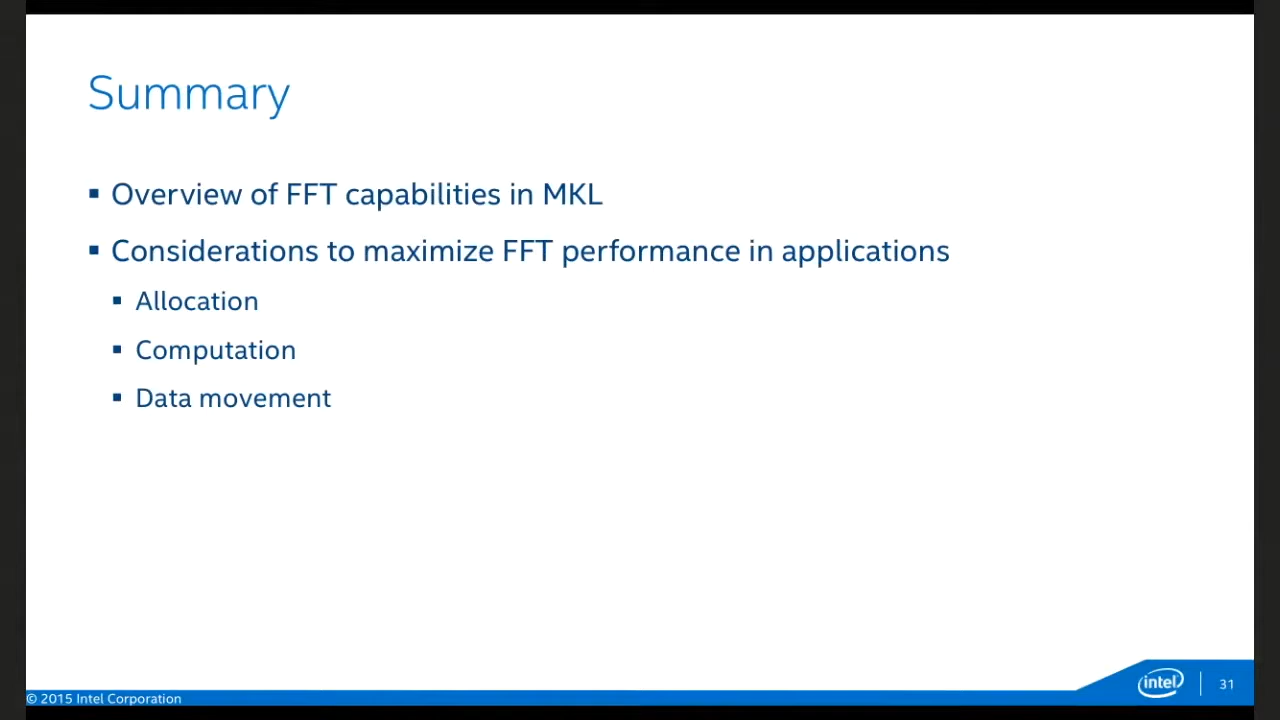 Summary
▪ Overview of FFT capabilities in MKL
▪ Considerations to maximize FFT performance in applications
▪ Allocation
▪ Computation
▪ Data movement
© 2015 Intel Corporation
intel
31